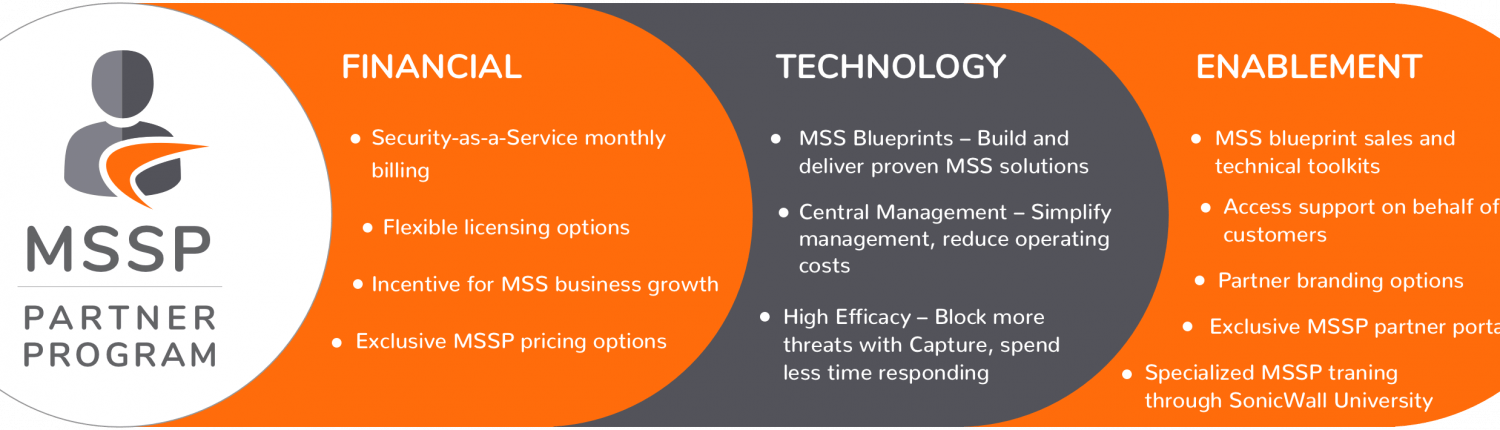 MSSP
PARTNER
PROGRAM
FINANCIAL
• Security-as-a-Service monthly
billing
• Flexible licensing options
• Incentive for MSS business growth
• Exclusive MSSP pricing options
TECHNOLOGY
• MSS Blueprints – Build and
deliver proven MSS solutions
• Central Management – Simplify
management, reduce operating
costs
• High Efficacy – Block more
threats with Capture, spend
less time responding
ENABLEMENT
• MSS blueprint sales and
technical toolkits
• Access support on behalf of
customers
• Partner branding options
• Exclusive MSSP partner porta
• Specialized MSSP traning
through SonicWall University